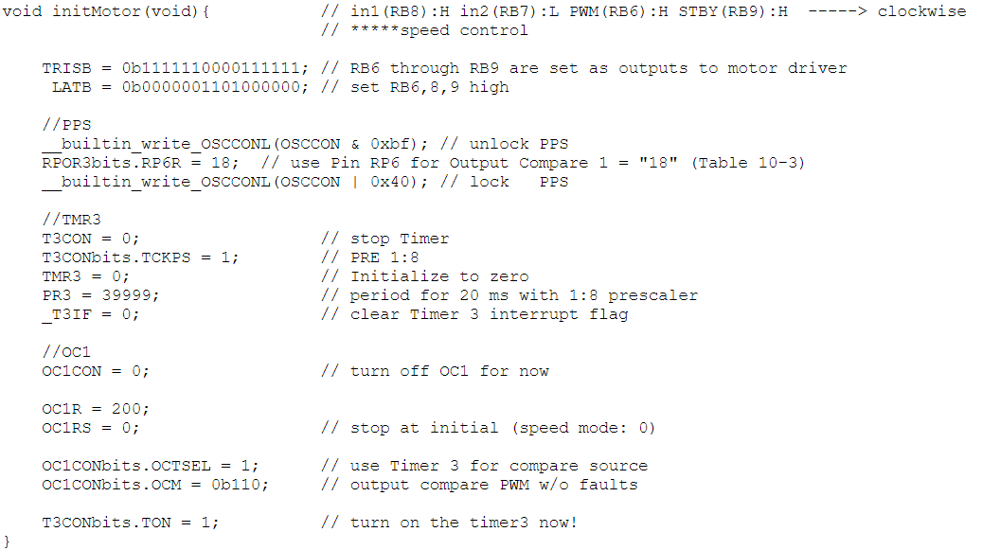 void initMotor(void){           // in1(RB8):H in2(RB7):L PWM(RB6):H STBY(RB9):H  -----> clockwise
                                // *****speed control
    TRISB = 0b1111110000111111; // RB6 through RB9 are set as outputs to motor driver
     LATB = 0b0000001101000000; // set RB6,8,9 high
    //PPS
    __builtin_write_OSCCONL(OSCCON & 0xbf); // unlock PPS
    RPOR3bits.RP6R = 18;  // use Pin RP6 for Output Compare 1 = "18" (Table 10-3)
    __builtin_write_OSCCONL(OSCCON | 0x40); // lock   PPS
    //TMR3
    T3CON = 0;                  // stop Timer
    T3CONbits.TCKPS = 1;        // PRE 1:8
    TMR3 = 0;                   // Initialize to zero
    PR3 = 39999;                // period for 20 ms with 1:8 prescaler
    _T3IF = 0;                  // clear Timer 3 interrupt flag
    //OC1
    OC1CON = 0;                 // turn off OC1 for now
    OC1R = 200;
    OC1RS = 0;                  // stop at initial (speed mode: 0)
    OC1CONbits.OCTSEL = 1;      // use Timer 3 for compare source
    OC1CONbits.OCM = 0b110;     // output compare PWM w/o faults
    T3CONbits.TON = 1;          // turn on the timer3 now!
}